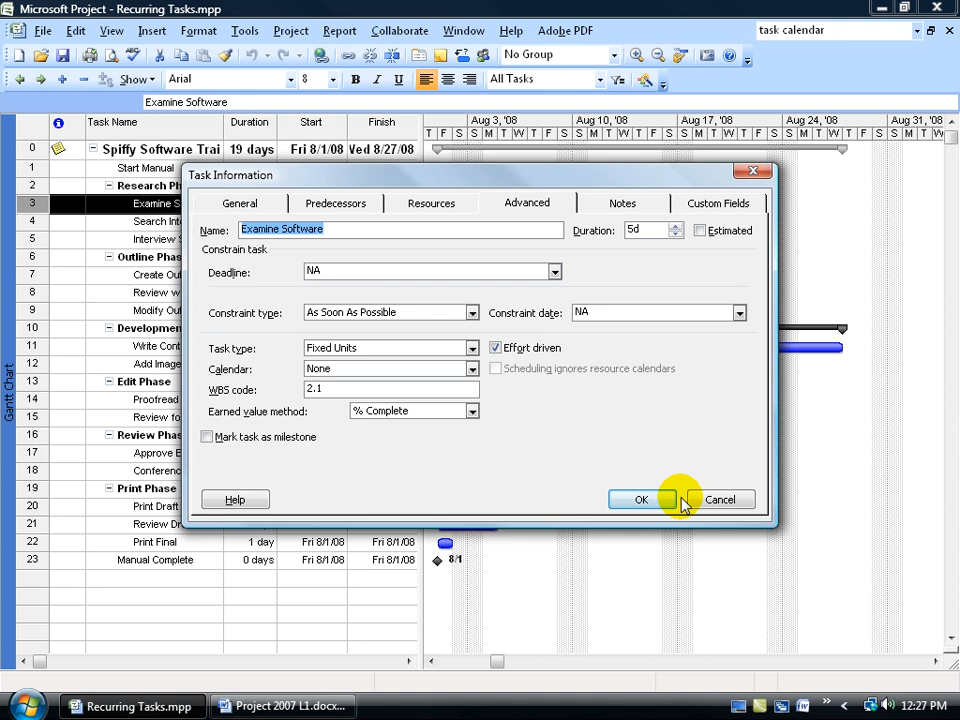 Microsoft Project - Recurring Tasks.mpp
File Edit View Insert Format Tools Project Report Collaborate Window Help Adobe PDF
task calendar
No Group
Show Arial 8 B I U All Tasks
Examine Software
Task Name Duration Start Finish
Aug 3, '08 Aug 10, '08 Aug 17, '08 Aug 24, '08 Aug 31, '08
T F S S M T W T F S S M T W T F S S M T W T F S S M T W T F S S M T W
0 Spiffy Software Trai 19 days Fri 8/1/08 Wed 8/27/08
1 Start Manual
2 Research Ph
3 Examine S
4 Search Int
5 Interview
6 Outline Phase
7 Create Out
8 Review w
9 Modify Out
10 Development
11 Write Cont
12 Add Image
13 Edit Phase
14 Proofread
15 Review fo
16 Review Phas
17 Approve E
18 Conferenc
19 Print Phase
20 Print Draft
21 Review Dr
22 Print Final 1 day Fri 8/1/08 Fri 8/1/08
23 Manual Complete 0 days Fri 8/1/08 Fri 8/1/08
8/1
Gantt Chart
Task Information
General Predecessors Resources Advanced Notes Custom Fields
Name: Examine Software Duration: 5d Estimated
Constrain task
Deadline: NA
Constraint type: As Soon As Possible Constraint date: NA
Task type: Fixed Units Effort driven
Calendar: None Scheduling ignores resource calendars
WBS code: 2.1
Earned value method: % Complete
Mark task as milestone
Help OK Cancel
Recurring Tasks.mpp Project 2007 L1.docx... 12:27 PM